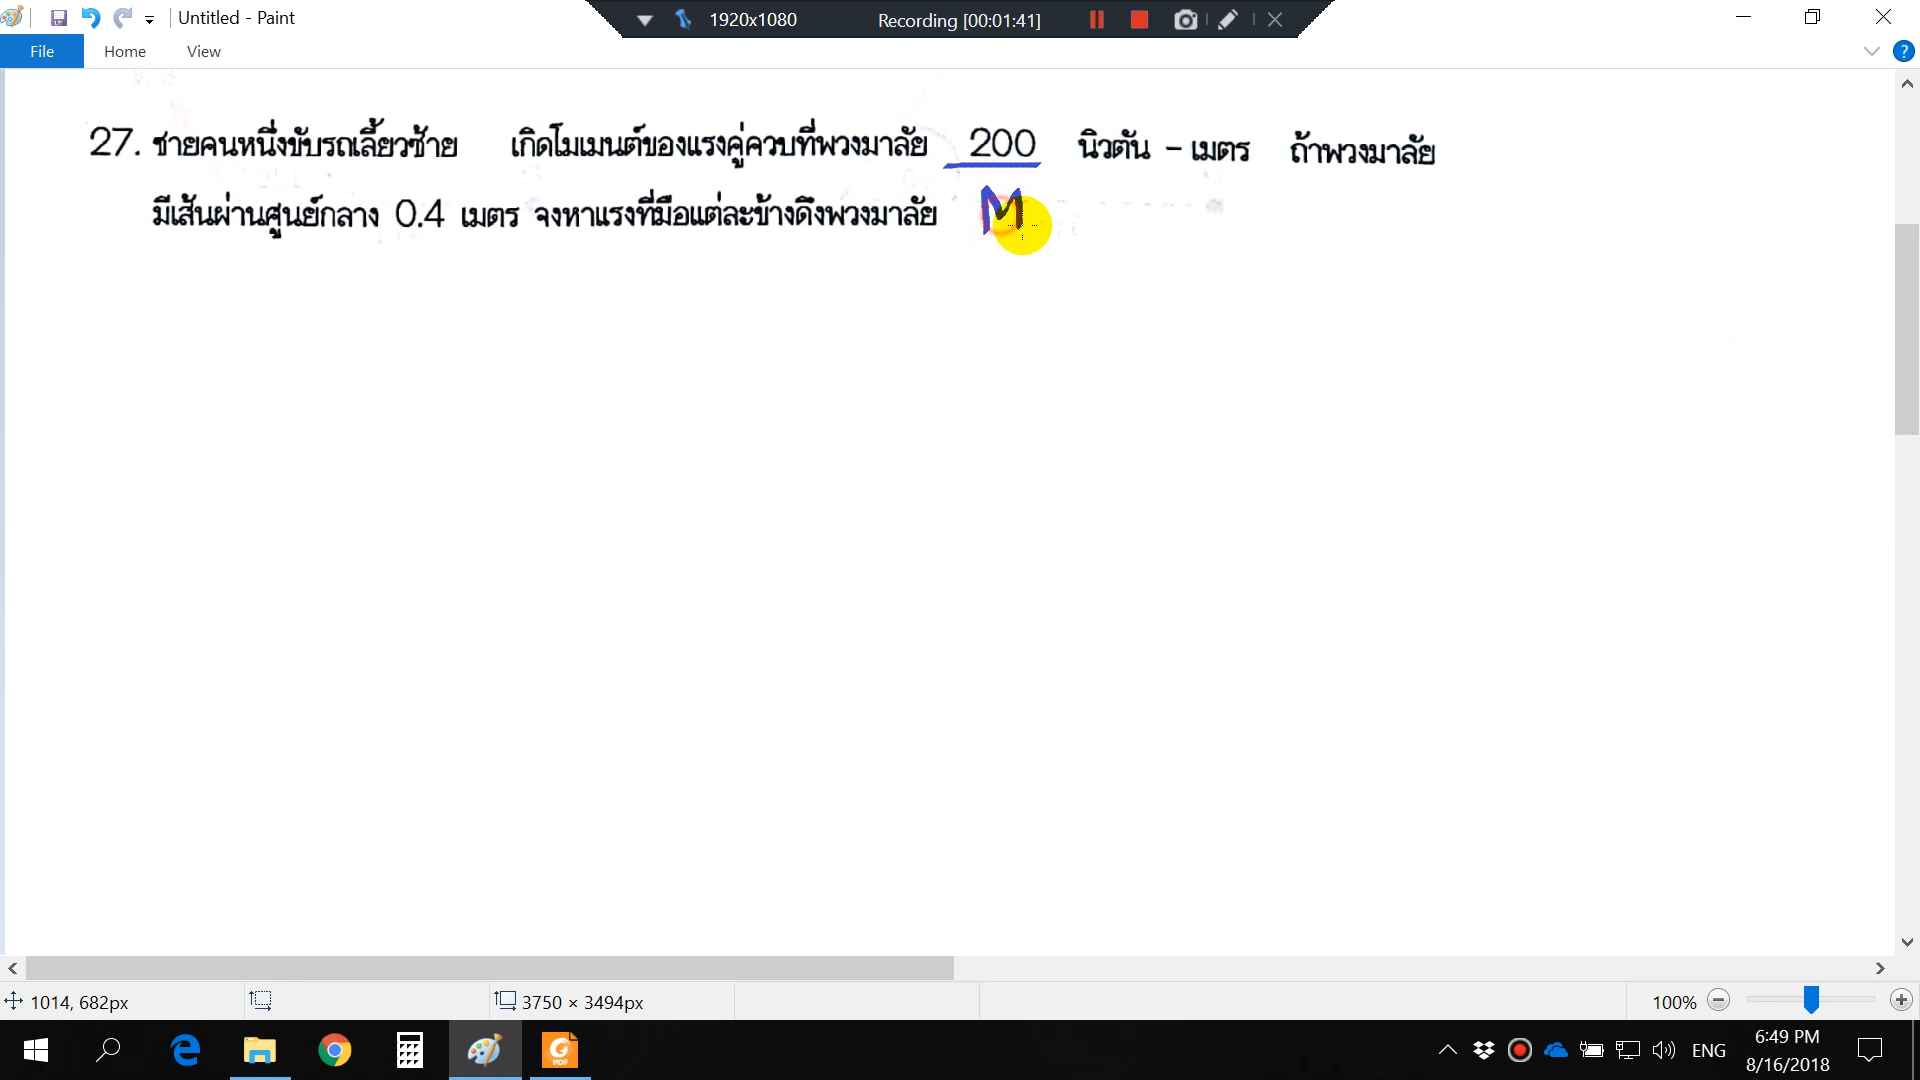 Untitled - Paint
1920x1080
Recording [00:01:41]
File
Home
View
27. ชายคนหนึ่งขับรถเลี้ยวซ้าย เกิดโมเมนต์ของแรงคู่ควบที่พวงมาลัย 200 นิวตัน - เมตร ถ้าพวงมาลัย
มีเส้นผ่านศูนย์กลาง 0.4 เมตร จงหาแรงที่มือแต่ละข้างดึงพวงมาลัย M
1014, 682px
3750 × 3494px
100%
PDF
ENG
6:49 PM
8/16/2018